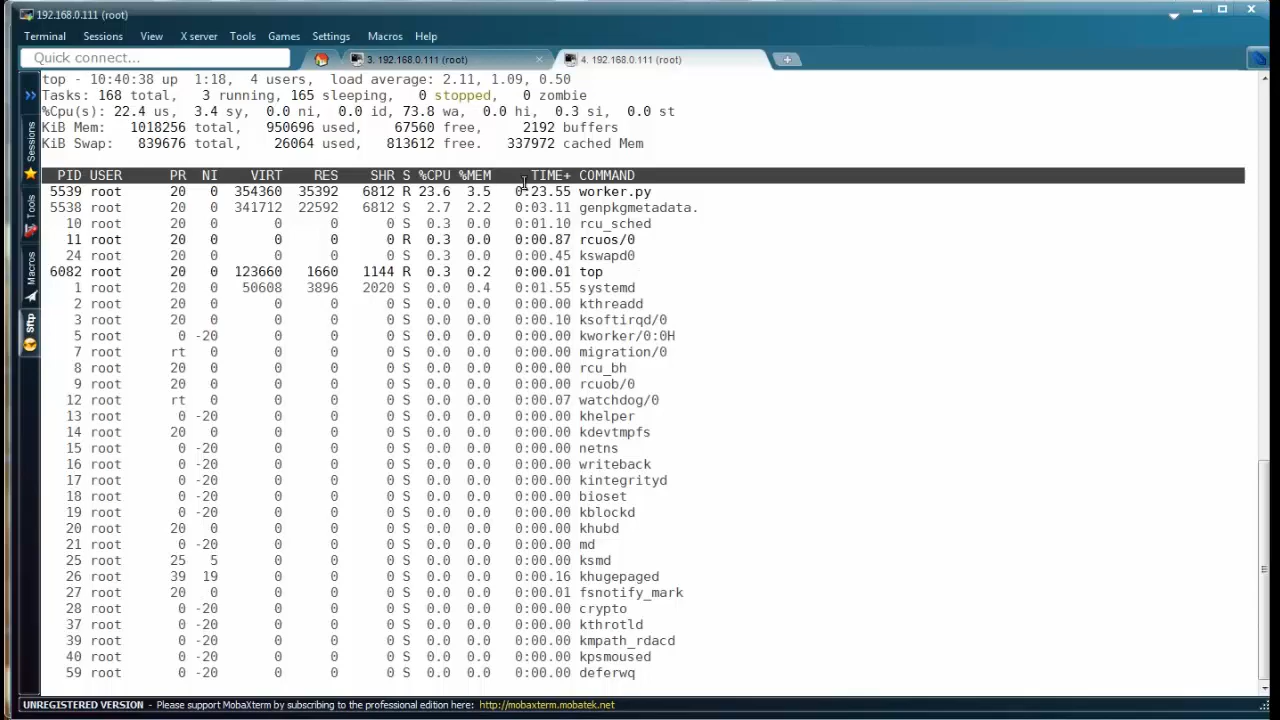 192.168.0.111 (root)
Terminal Sessions View X server Tools Games Settings Macros Help
Quick connect... 3. 192.168.0.111 (root) 4. 192.168.0.111 (root)
Sessions
Tools
Macros
Sftp
top - 10:40:38 up  1:18,  4 users,  load average: 2.11, 1.09, 0.50
Tasks: 168 total,   3 running, 165 sleeping,   0 stopped,   0 zombie
%Cpu(s): 22.4 us,  3.4 sy,  0.0 ni,  0.0 id, 73.8 wa,  0.0 hi,  0.3 si,  0.0 st
KiB Mem:   1018256 total,   950696 used,    67560 free,     2192 buffers
KiB Swap:   839676 total,    26064 used,   813612 free.   337972 cached Mem
PID USER      PR  NI    VIRT    RES    SHR S %CPU %MEM     TIME+ COMMAND
5539 root      20   0  354360  35392   6812 R 23.6  3.5   0:23.55 worker.py
5538 root      20   0  341712  22592   6812 S  2.7  2.2   0:03.11 genpkgmetadata.
10 root      20   0       0      0      0 S  0.3  0.0   0:01.10 rcu_sched
11 root      20   0       0      0      0 R  0.3  0.0   0:00.87 rcuos/0
24 root      20   0       0      0      0 S  0.3  0.0   0:00.45 kswapd0
6082 root      20   0  123660   1660   1144 R  0.3  0.2   0:00.01 top
1 root      20   0   50608   3896   2020 S  0.0  0.4   0:01.55 systemd
2 root      20   0       0      0      0 S  0.0  0.0   0:00.00 kthreadd
3 root      20   0       0      0      0 S  0.0  0.0   0:00.10 ksoftirqd/0
5 root       0 -20       0      0      0 S  0.0  0.0   0:00.00 kworker/0:0H
7 root      rt   0       0      0      0 S  0.0  0.0   0:00.00 migration/0
8 root      20   0       0      0      0 S  0.0  0.0   0:00.00 rcu_bh
9 root      20   0       0      0      0 S  0.0  0.0   0:00.00 rcuob/0
12 root      rt   0       0      0      0 S  0.0  0.0   0:00.07 watchdog/0
13 root       0 -20       0      0      0 S  0.0  0.0   0:00.00 khelper
14 root      20   0       0      0      0 S  0.0  0.0   0:00.00 kdevtmpfs
15 root       0 -20       0      0      0 S  0.0  0.0   0:00.00 netns
16 root       0 -20       0      0      0 S  0.0  0.0   0:00.00 writeback
17 root       0 -20       0      0      0 S  0.0  0.0   0:00.00 kintegrityd
18 root       0 -20       0      0      0 S  0.0  0.0   0:00.00 bioset
19 root       0 -20       0      0      0 S  0.0  0.0   0:00.00 kblockd
20 root      20   0       0      0      0 S  0.0  0.0   0:00.00 khubd
21 root       0 -20       0      0      0 S  0.0  0.0   0:00.00 md
25 root      25   5       0      0      0 S  0.0  0.0   0:00.00 ksmd
26 root      39  19       0      0      0 S  0.0  0.0   0:00.16 khugepaged
27 root      20   0       0      0      0 S  0.0  0.0   0:00.01 fsnotify_mark
28 root       0 -20       0      0      0 S  0.0  0.0   0:00.00 crypto
37 root       0 -20       0      0      0 S  0.0  0.0   0:00.00 kthrotld
39 root       0 -20       0      0      0 S  0.0  0.0   0:00.00 kmpath_rdacd
40 root       0 -20       0      0      0 S  0.0  0.0   0:00.00 kpsmoused
59 root       0 -20       0      0      0 S  0.0  0.0   0:00.00 deferwq
UNREGISTERED VERSION - Please support MobaXterm by subscribing to the professional edition here: http://mobaxterm.mobatek.net